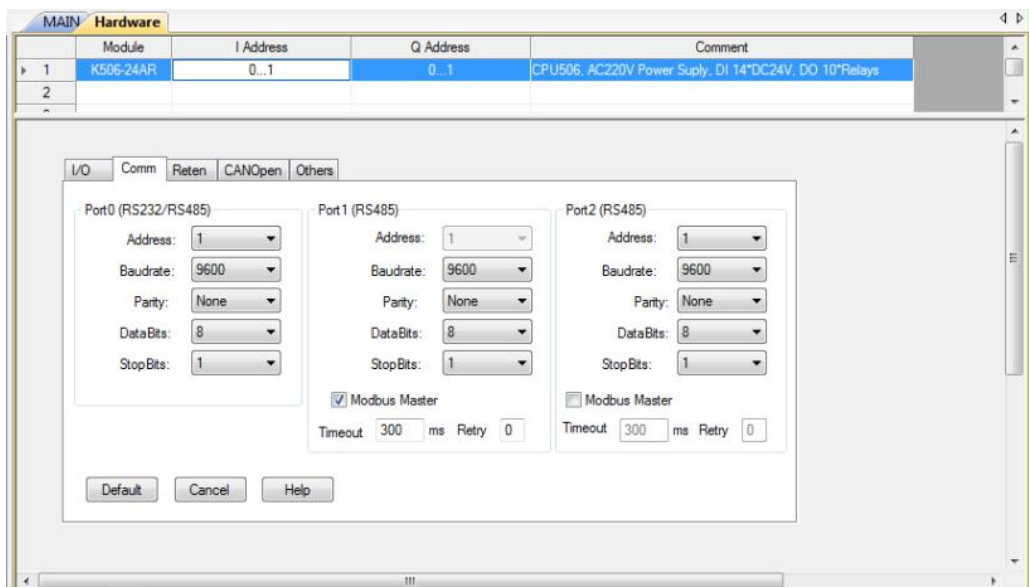 MAIN Hardware
Module I Address Q Address Comment
1 K506-24AR 0...1 0...1 CPU506, AC220V Power Suply, DI 14*DC24V, DO 10*Relays
2
I/O Comm Reten CANOpen Others
Port0 (RS232/RS485) Port1 (RS485) Port2 (RS485)
Address: 1 Address: 1 Address: 1
Baudrate: 9600 Baudrate: 9600 Baudrate: 9600
Parity: None Parity: None Parity: None
DataBits: 8 DataBits: 8 DataBits: 8
StopBits: 1 StopBits: 1 StopBits: 1
Modbus Master Modbus Master
Timeout 300 ms Retry 0 Timeout 300 ms Retry 0
Default Cancel Help